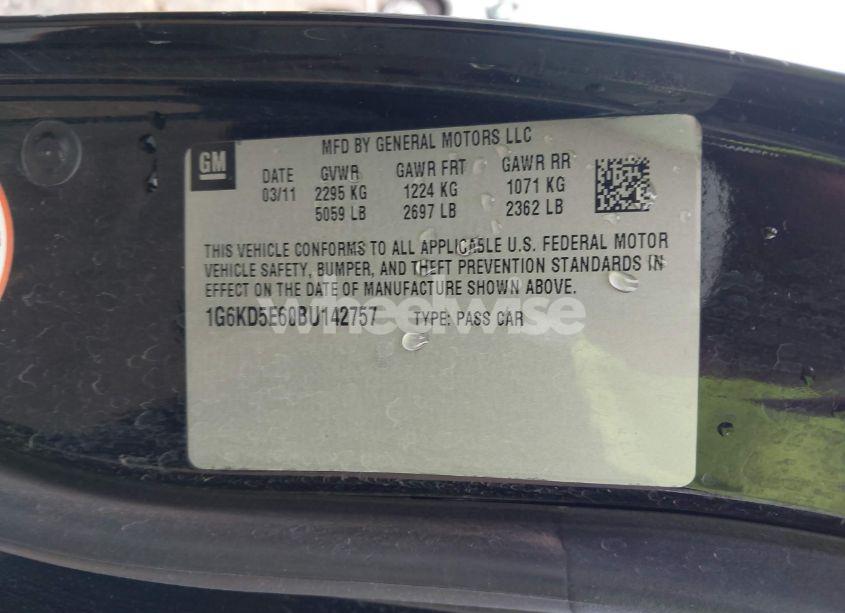 MFD BY GENERAL MOTORS LLC
GM
DATE GVWR GAWR FRT GAWR RR
03/11 2295 KG 1224 KG 1071 KG
5059 LB 2697 LB 2362 LB
THIS VEHICLE CONFORMS TO ALL APPLICABLE U.S. FEDERAL MOTOR
VEHICLE SAFETY, BUMPER, AND THEFT PREVENTION STANDARDS IN
EFFECT ON THE DATE OF MANUFACTURE SHOWN ABOVE.
1G6KD5E60BU142757 TYPE: PASS CAR
wheelwise